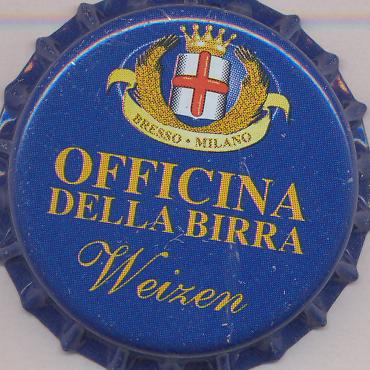 BRESSO • MILANO
OFFICINA
DELLA BIRRA
Weizen